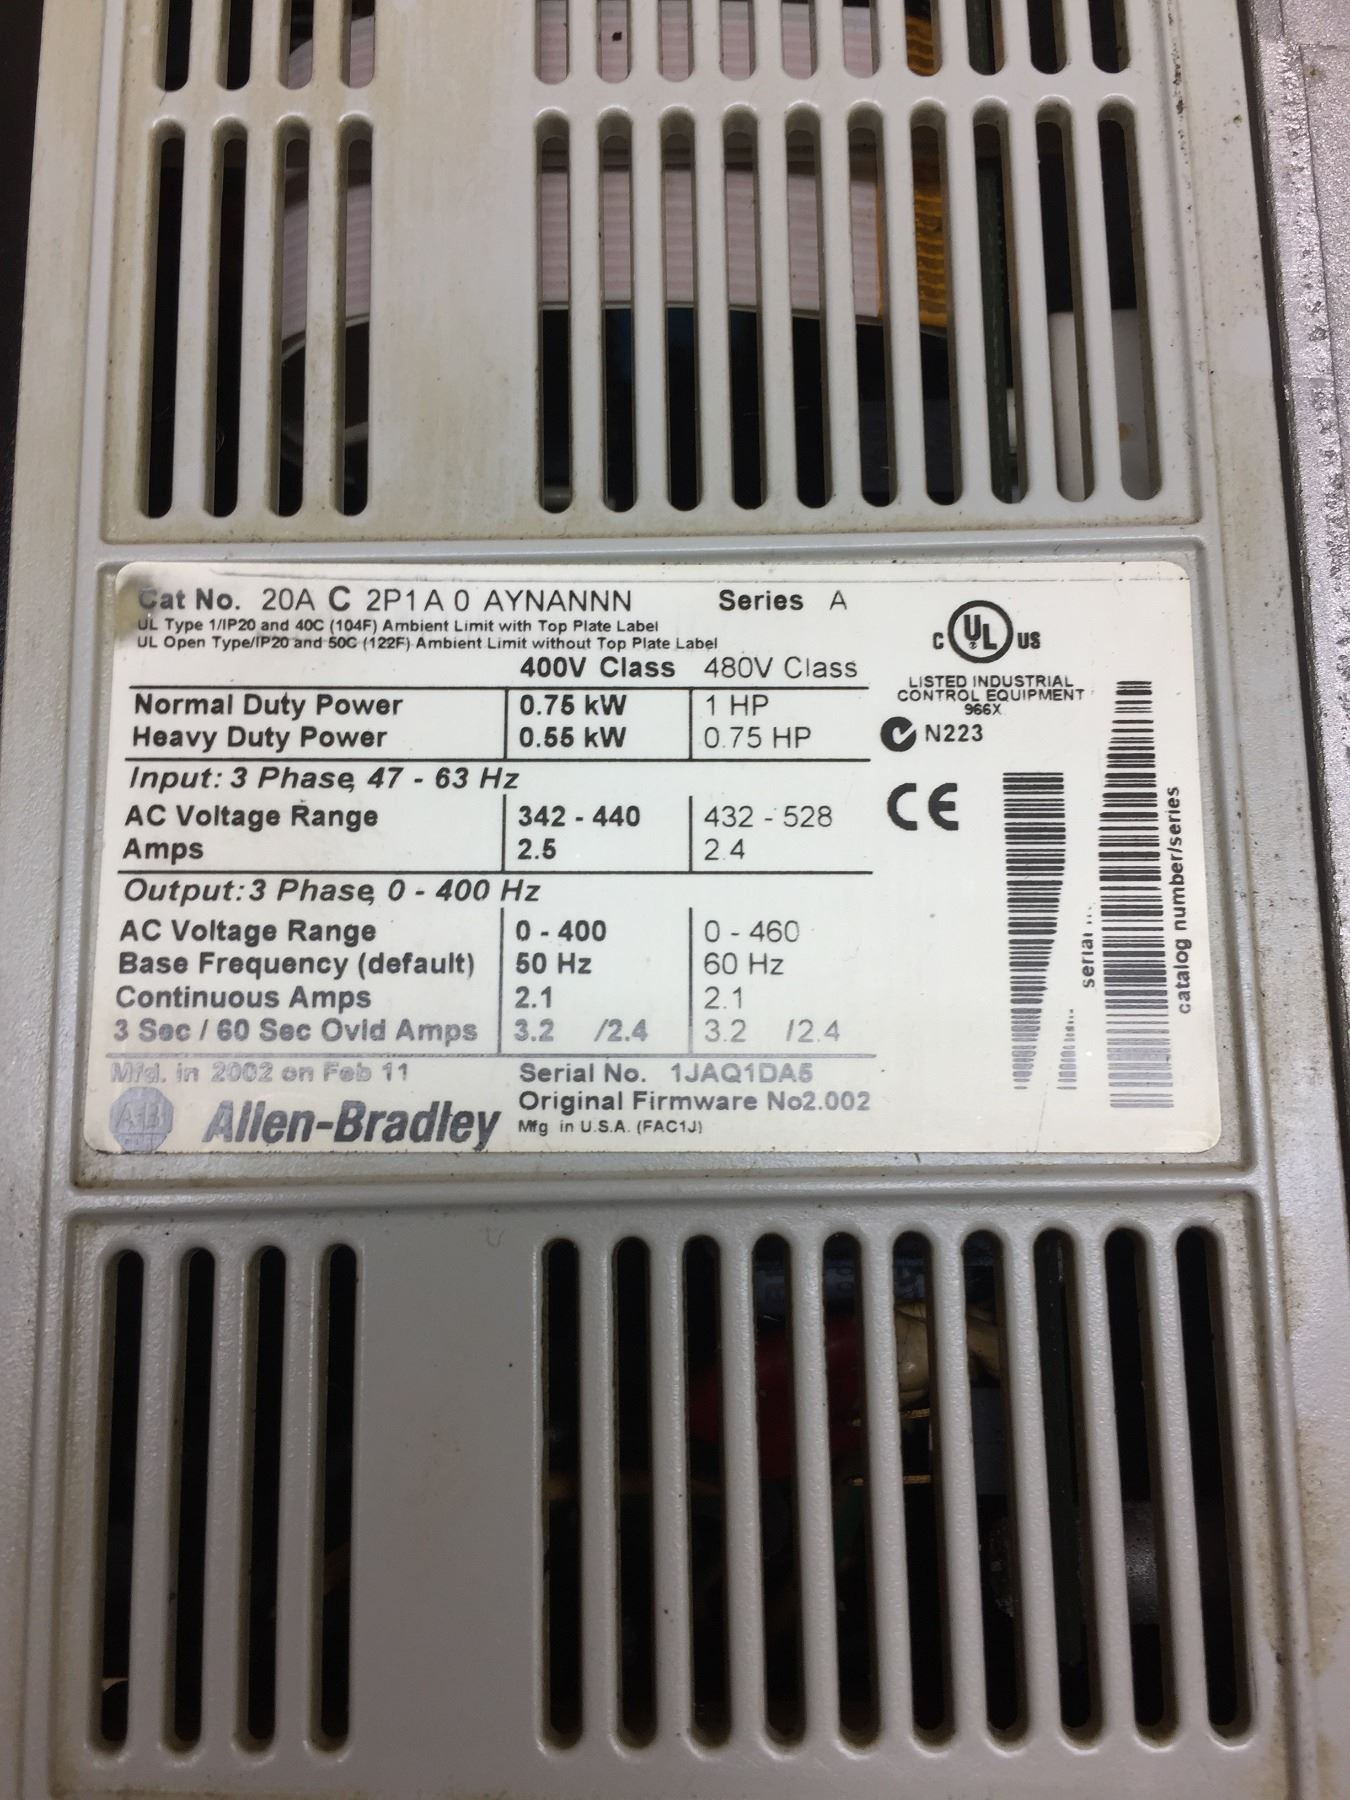 Cat No. 20A C 2P1 A 0 AYNANNN Series A
UL Type 1/IP20 and 40C (104F) Ambient Limit with Top Plate Label
UL Open Type/IP20 and 50C (122F) Ambient Limit without Top Plate Label
400V Class 480V Class
Normal Duty Power 0.75 kW 1 HP
Heavy Duty Power 0.55 kW 0.75 HP
Input: 3 Phase, 47 - 63 Hz
AC Voltage Range 342 - 440 432 - 528
Amps 2.5 2.4
Output: 3 Phase, 0 - 400 Hz
AC Voltage Range 0 - 400 0 - 460
Base Frequency (default) 50 Hz 60 Hz
Continuous Amps 2.1 2.1
3 Sec / 60 Sec Ovld Amps 3.2 /2.4 3.2 /2.4
Mfd. in 2002 on Feb 11 Serial No. 1JAQ1DA5
Original Firmware No2.002
A-B Allen-Bradley Mfg in U.S.A. (FAC1J)
C UL US
LISTED INDUSTRIAL
CONTROL EQUIPMENT
966X
N223
CE
serial
catalog number/series